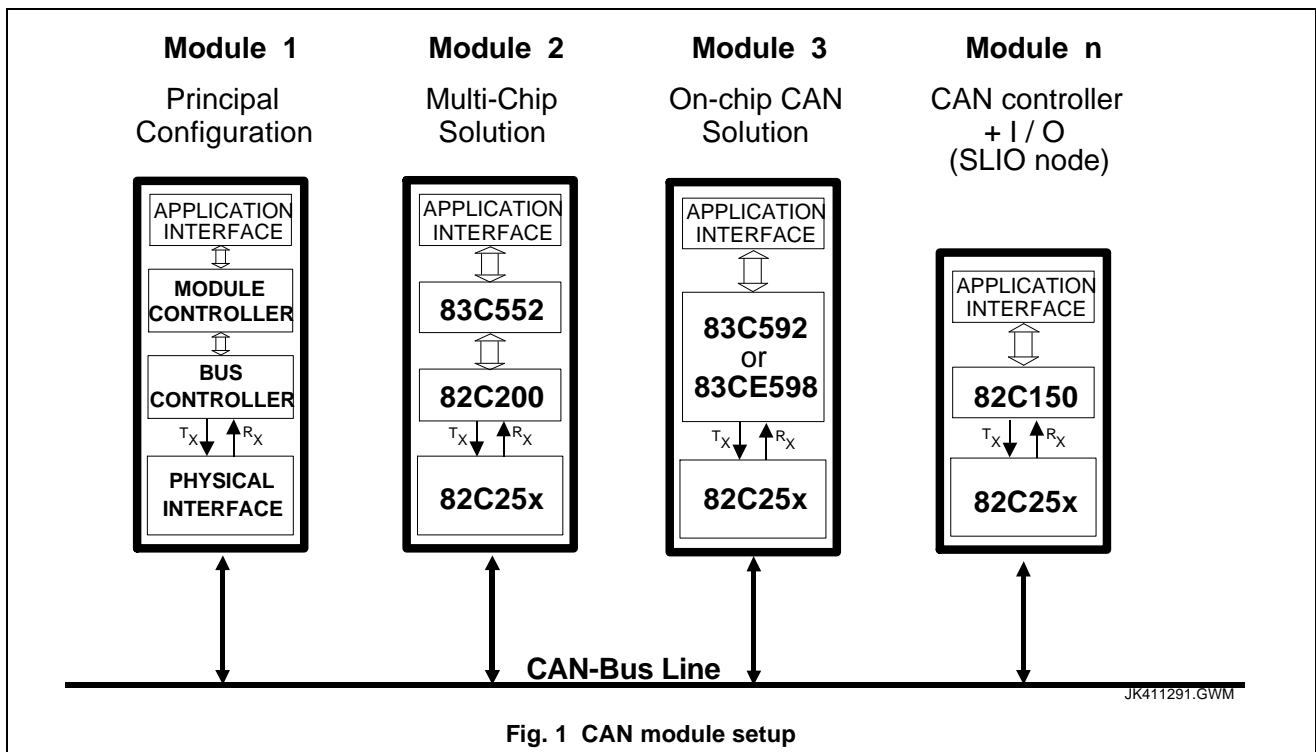 Module 1
Principal
Configuration
APPLICATION
INTERFACE
MODULE
CONTROLLER
BUS
CONTROLLER
TX RX
PHYSICAL
INTERFACE
Module 2
Multi-Chip
Solution
APPLICATION
INTERFACE
83C552
82C200
TX RX
82C25x
Module 3
On-chip CAN
Solution
APPLICATION
INTERFACE
83C592
or
83CE598
TX RX
82C25x
Module n
CAN controller
+ I / O
(SLIO node)
APPLICATION
INTERFACE
82C150
TX RX
82C25x
CAN-Bus Line
JK411291.GWM
Fig. 1 CAN module setup